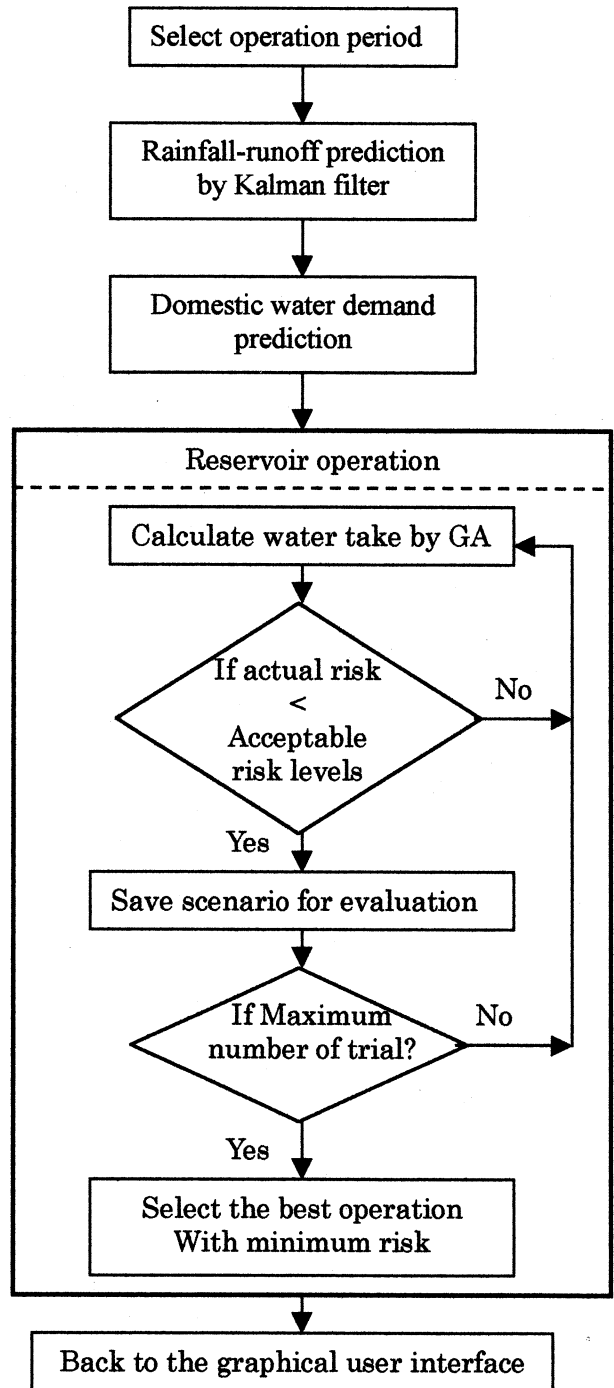 Select operation period
Rainfall-runoff prediction
by Kalman filter
Domestic water demand
prediction
Reservoir operation
Calculate water take by GA
If actual risk
<
Acceptable
risk levels
No
Yes
Save scenario for evaluation
If Maximum
number of trial?
No
Yes
Select the best operation
With minimum risk
Back to the graphical user interface